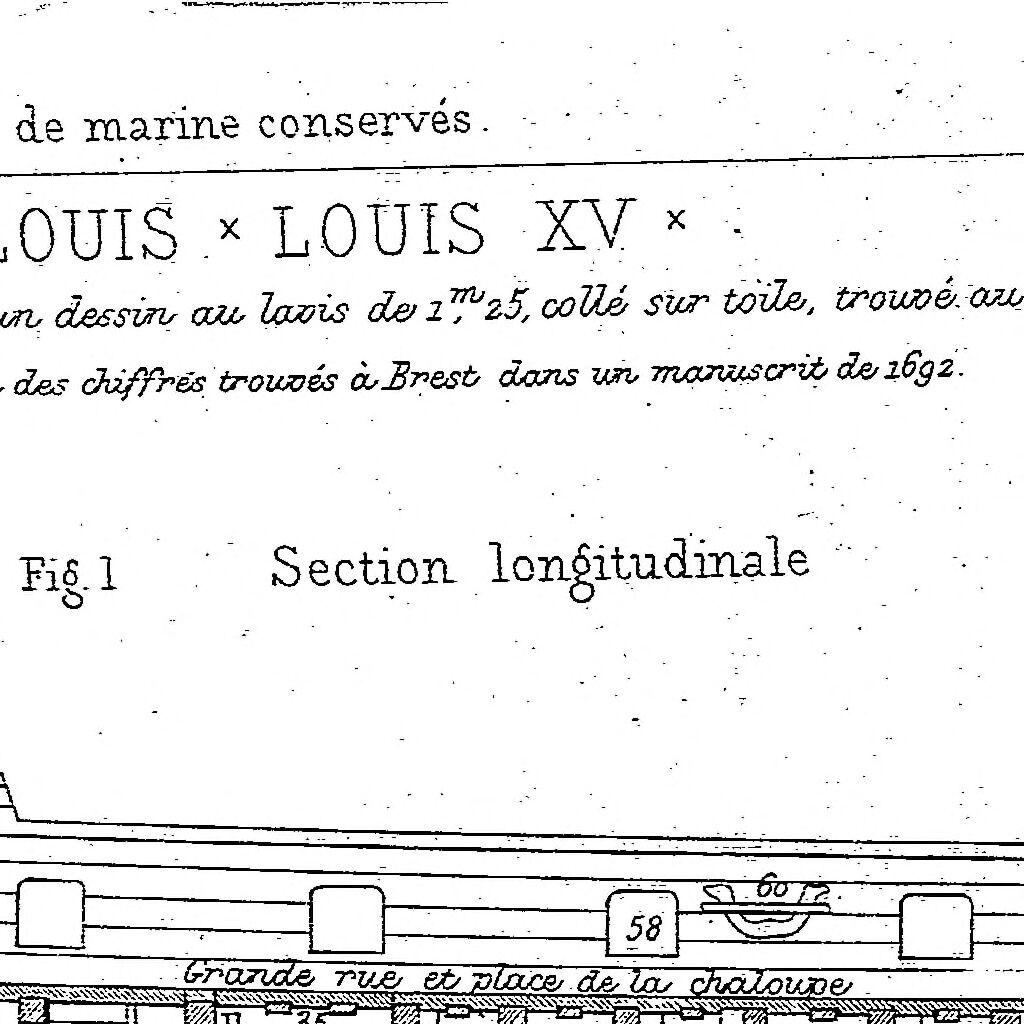 de marine conservés.
LOUIS × LOUIS XV ×
un dessin au lavis de 1,ᵐ25, collé sur toile, trouvé au
des chiffres trouvés à Brest dans un manuscrit de 1692.
Fig. 1 Section longitudinale
60
58
Grande rue et place de la chaloupe